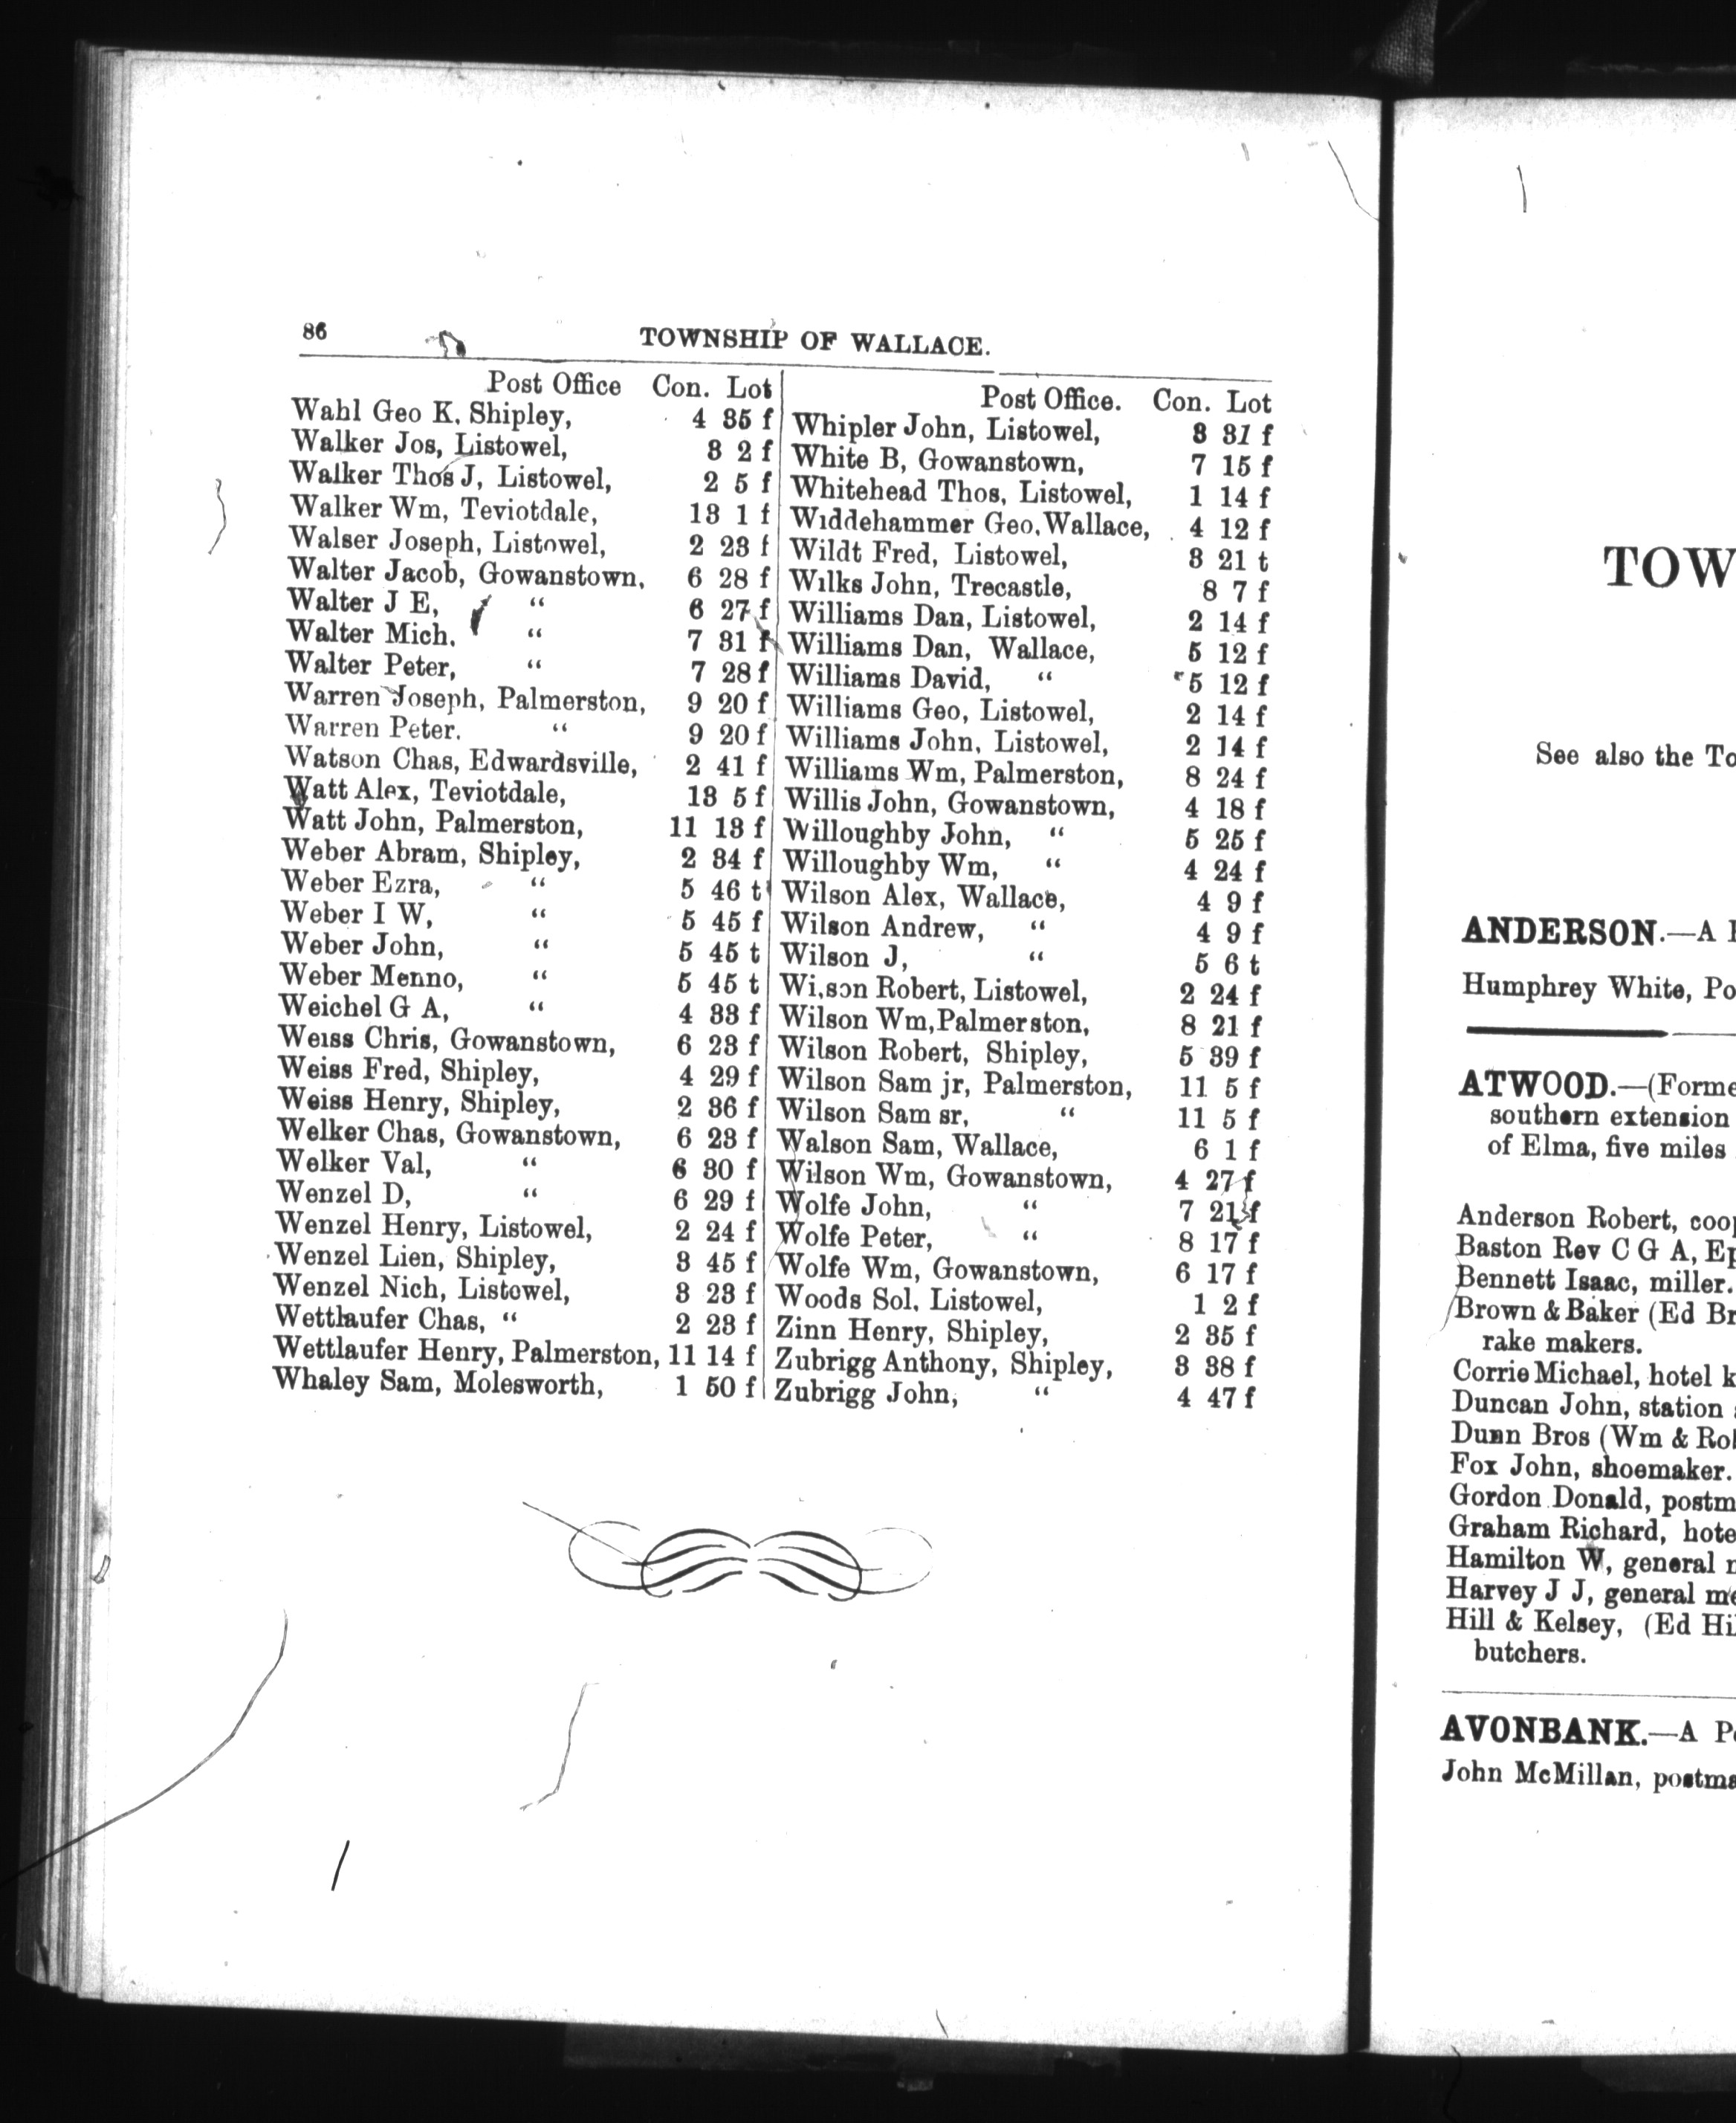 86
TOWNSHIP OF WALLACE.
Post Office Con. Lot
Wahl Geo K, Shipley, 4 35 f
Walker Jos, Listowel, 3 2 f
Walker Thos J, Listowel, 2 5 f
Walker Wm, Teviotdale, 13 1 f
Walser Joseph, Listowel, 2 23 f
Walter Jacob, Gowanstown, 6 28 f
Walter J E, “ 6 27 f
Walter Mich. “ 7 31 f
Walter Peter, “ 7 28 f
Warren Joseph, Palmerston, 9 20 f
Warren Peter. “ 9 20 f
Watson Chas, Edwardsville, 2 41 f
Watt Alex, Teviotdale, 13 5 f
Watt John, Palmerston, 11 13 f
Weber Abram, Shipley, 2 34 f
Weber Ezra, “ 5 46 t
Weber I W, “ 5 45 f
Weber John, “ 5 45 t
Weber Menno, “ 5 45 t
Weichel G A, “ 4 33 f
Weiss Chris, Gowanstown, 6 23 f
Weiss Fred, Shipley, 4 29 f
Weiss Henry, Shipley, 2 36 f
Welker Chas, Gowanstown, 6 23 f
Welker Val, “ 6 30 f
Wenzel D, “ 6 29 f
Wenzel Henry, Listowel, 2 24 f
Wenzel Lien, Shipley, 3 45 f
Wenzel Nich, Listowel, 3 23 f
Wettlaufer Chas, “ 2 23 f
Wettlaufer Henry, Palmerston, 11 14 f
Whaley Sam, Molesworth, 1 50 f
Post Office. Con. Lot
Whipler John, Listowel, 3 31 f
White B, Gowanstown, 7 15 f
Whitehead Thos, Listowel, 1 14 f
Widdehammer Geo, Wallace, 4 12 f
Wildt Fred, Listowel, 3 21 t
Wilks John, Trecastle, 8 7 f
Williams Dan, Listowel, 2 14 f
Williams Dan, Wallace, 5 12 f
Williams David, “ 5 12 f
Williams Geo, Listowel, 2 14 f
Williams John, Listowel, 2 14 f
Williams Wm, Palmerston, 8 24 f
Willis John, Gowanstown, 4 18 f
Willoughby John, “ 5 25 f
Willoughby Wm, “ 4 24 f
Wilson Alex, Wallace, 4 9 f
Wilson Andrew, “ 4 9 f
Wilson J, “ 5 6 t
Wi,son Robert, Listowel, 2 24 f
Wilson Wm, Palmerston, 8 21 f
Wilson Robert, Shipley, 5 39 f
Wilson Sam jr, Palmerston, 11 5 f
Wilson Sam sr, “ 11 5 f
Walson Sam, Wallace, 6 1 f
Wilson Wm, Gowanstown, 4 27 f
Wolfe John, “ 7 21 f
Wolfe Peter, “ 8 17 f
Wolfe Wm, Gowanstown, 6 17 f
Woods Sol, Listowel, 1 2 f
Zinn Henry, Shipley, 2 35 f
Zubrigg Anthony, Shipley, 3 38 f
Zubrigg John, “ 4 47 f
TOW
See also the To
ANDERSON.—A
Humphrey White, Po
ATWOOD.—(Forme
southern extension
of Elma, five miles
Anderson Robert, coop
Baston Rev C G A, Ep
Bennett Isaac, miller.
Brown & Baker (Ed Br
rake makers.
Corrie Michael, hotel k
Duncan John, station
Dunn Bros (Wm & Rob
Fox John, shoemaker.
Gordon Donald, postm
Graham Richard, hote
Hamilton W, general
Harvey J J, general me
Hill & Kelsey, (Ed Hil
butchers.
AVONBANK.—A Po
John McMillan, postma